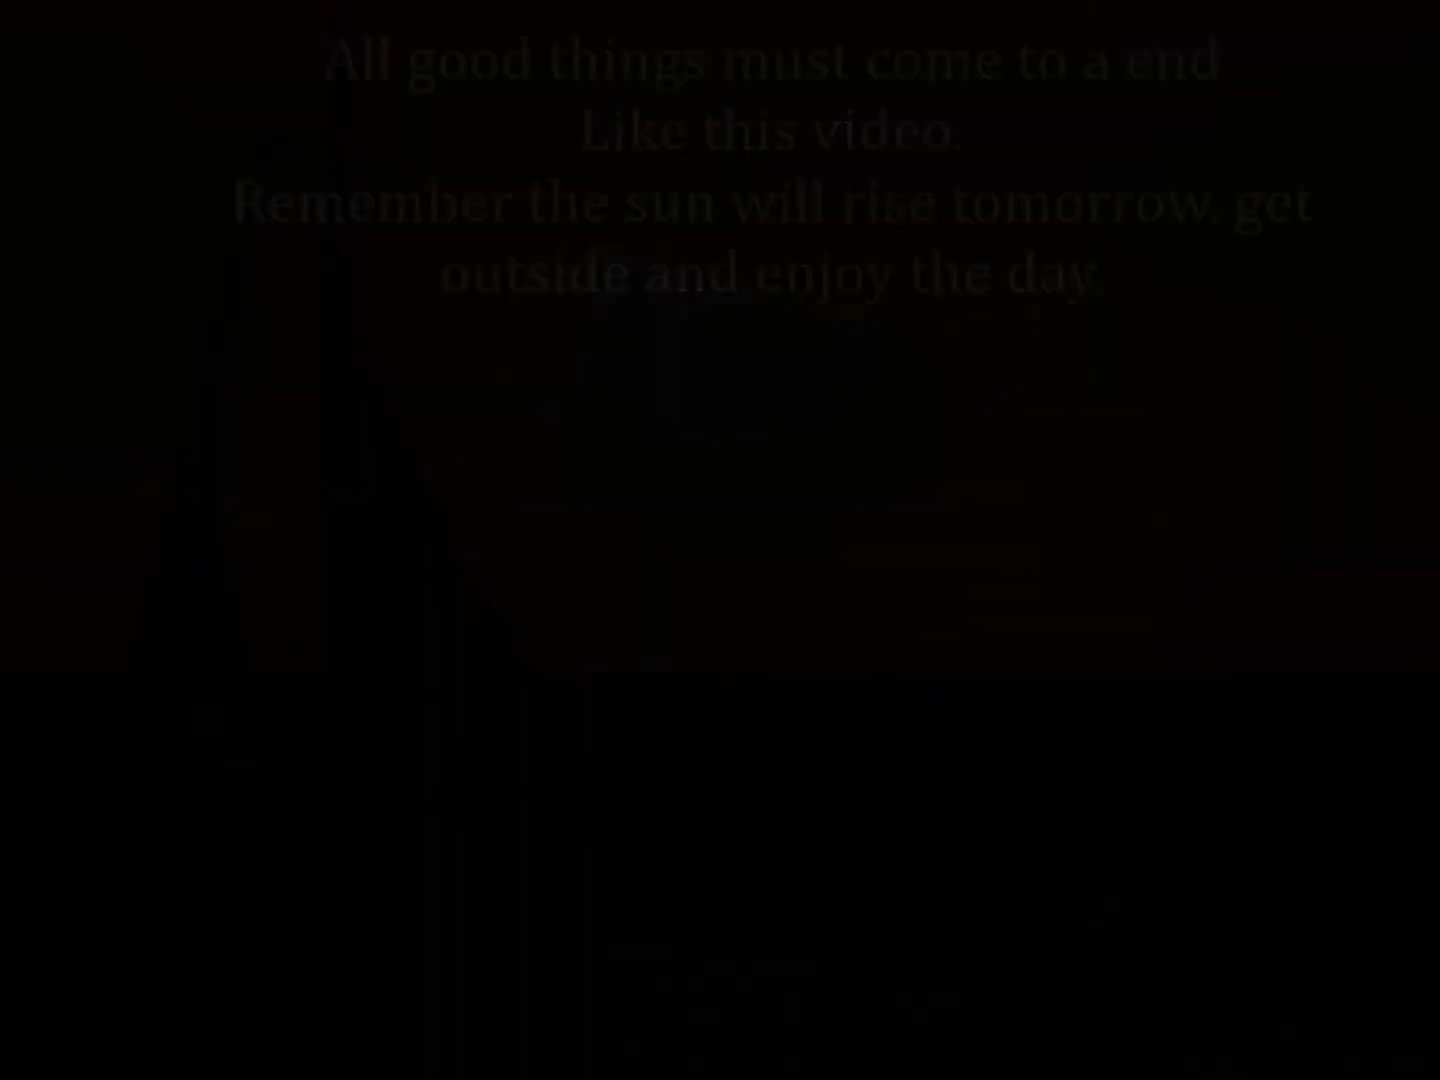 All good things must come to a end
Like this video.
Remember the sun will rise tomorrow, get
outside and enjoy the day.